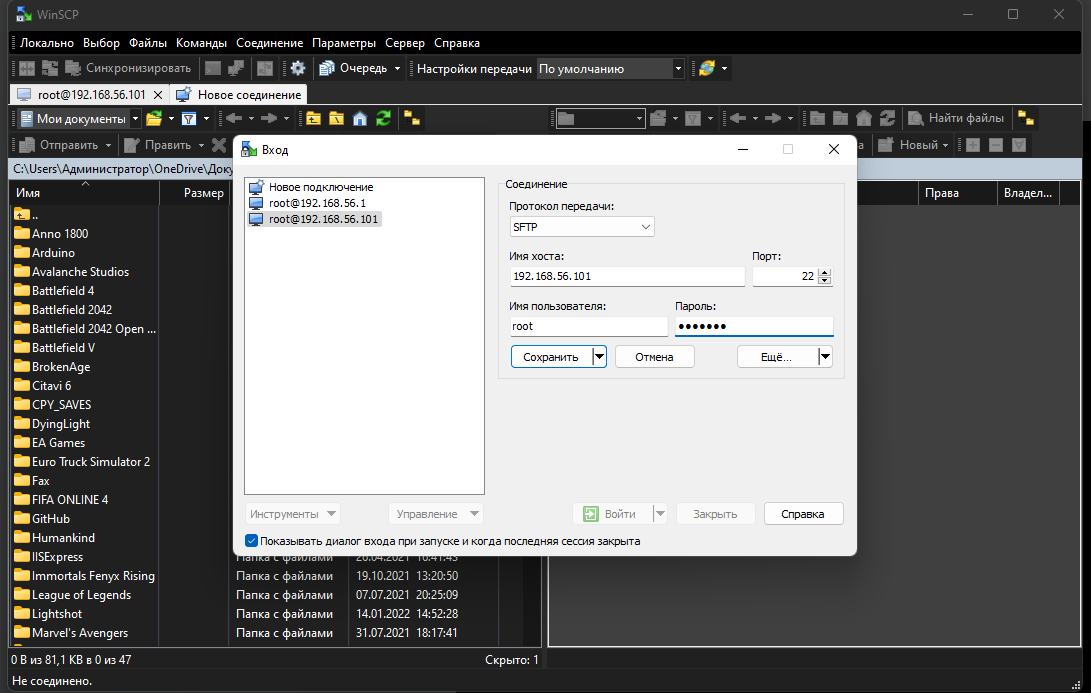 WinSCP
Локально Выбор Файлы Команды Соединение Параметры Сервер Справка
Синхронизировать Очередь Настройки передачи По умолчанию
root@192.168.56.101 Новое соединение
Мои документы Найти файлы
Отправить Править Новый
C:\Users\Администратор\OneDrive\Доку
Имя Размер Права Владел...
..
Anno 1800
Arduino
Avalanche Studios
Battlefield 4
Battlefield 2042
Battlefield 2042 Open ...
Battlefield V
BrokenAge
Citavi 6
CPY_SAVES
DyingLight
EA Games
Euro Truck Simulator 2
Fax
FIFA ONLINE 4
GitHub
Humankind
IISExpress
Immortals Fenyx Rising Папка с файлами 19.10.2021 13:20:50
League of Legends Папка с файлами 07.07.2021 20:25:09
Lightshot Папка с файлами 14.01.2022 14:52:28
Marvel's Avengers Папка с файлами 31.07.2021 18:17:41
0 B из 81,1 KB в 0 из 47 Скрыто: 1
Не соединено.
Вход
Новое подключение
root@192.168.56.1
root@192.168.56.101
Соединение
Протокол передачи:
SFTP
Имя хоста: Порт:
192.168.56.101 22
Имя пользователя: Пароль:
root •••••••
Сохранить Отмена Ещё...
Инструменты Управление Войти Закрыть Справка
Показывать диалог входа при запуске и когда последняя сессия закрыта